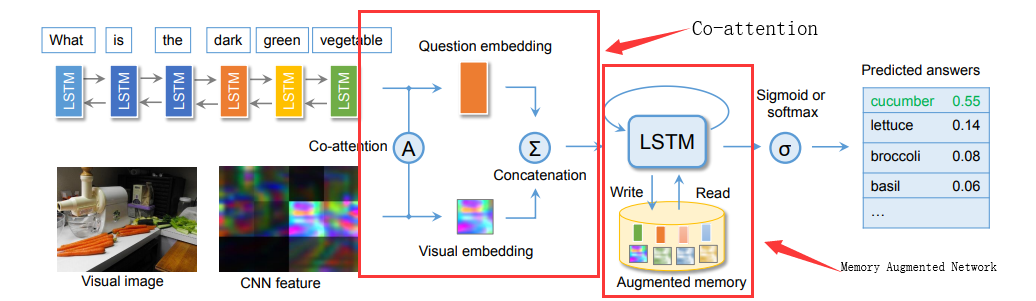 What is the dark green vegetable
LSTM LSTM LSTM LSTM LSTM LSTM
Visual image
CNN feature
Co-attention
Question embedding
Co-attention
A
Σ
Concatenation
Visual embedding
LSTM
Write
Read
Augmented memory
Memory Augmented Network
Sigmoid or
softmax
σ
Predicted answers
cucumber 0.55
lettuce 0.14
broccoli 0.08
basil 0.06
…